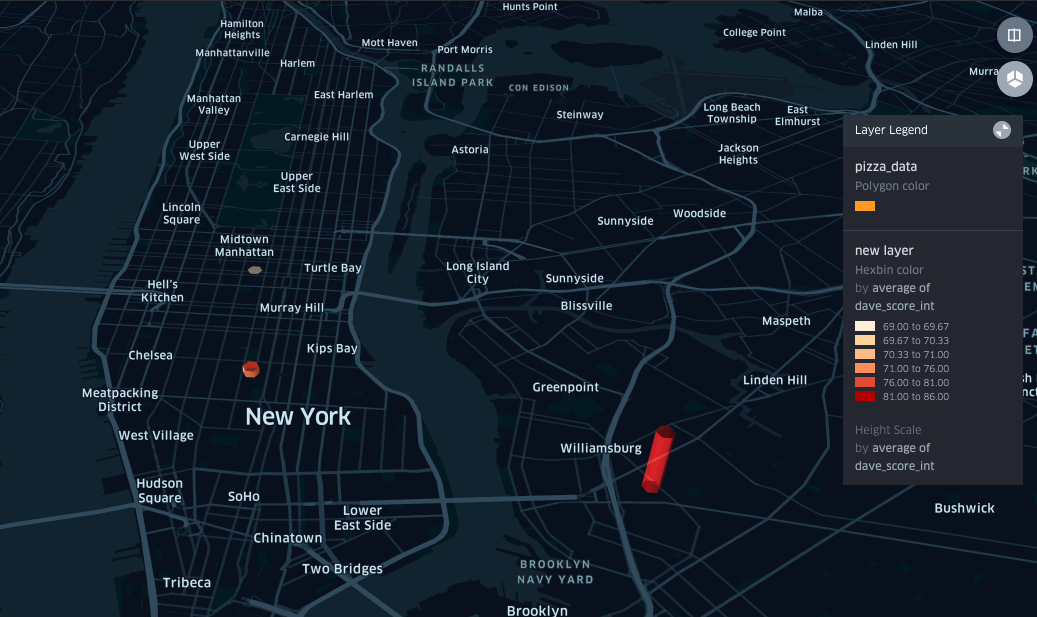 Hunts Point
Malba
Hamilton
Heights
College Point
Mott Haven
Linden Hill
Manhattanville
Port Morris
Harlem
RANDALLS
ISLAND PARK
Murra
CON EDISON
East Harlem
Manhattan
Valley
Long Beach
Township
East
Elmhurst
Steinway
Carnegie Hill
Upper
West Side
Astoria
Jackson
Heights
Upper
East Side
Lincoln
Square
Sunnyside
Woodside
Midtown
Manhattan
Turtle Bay
Long Island
City
Sunnyside
Hell's
Kitchen
Murray Hill
Blissville
Maspeth
Chelsea
Kips Bay
Greenpoint
Linden Hill
Meatpacking
District
New York
West Village
Williamsburg
Hudson
Square
SoHo
Lower
East Side
Bushwick
Chinatown
Two Bridges
BROOKLYN
NAVY YARD
Tribeca
Brooklyn
Layer Legend
pizza_data
Polygon color
new layer
Hexbin color
by average of
dave_score_int
69.00 to 69.67
69.67 to 70.33
70.33 to 71.00
71.00 to 76.00
76.00 to 81.00
81.00 to 86.00
Height Scale
by average of
dave_score_int